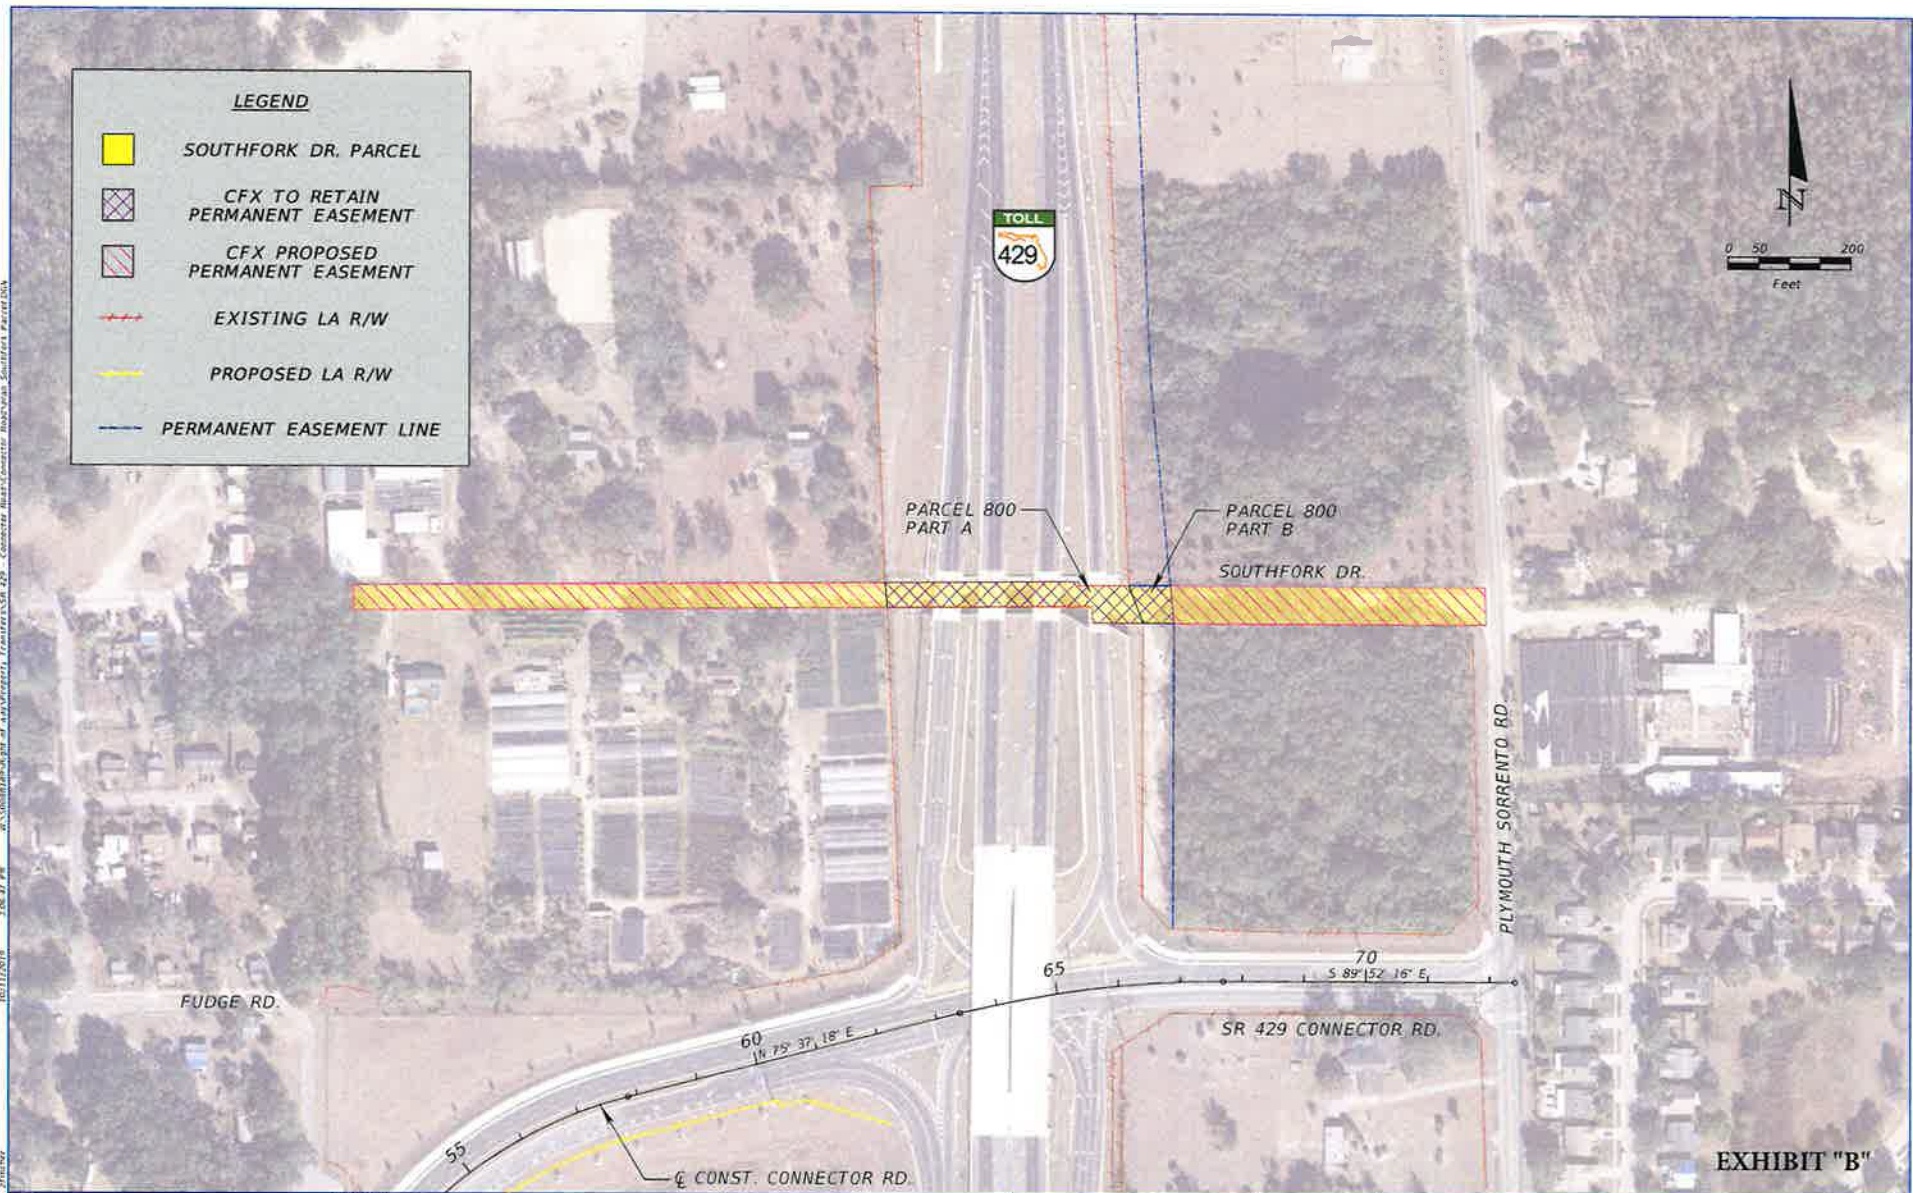 LEGEND
SOUTHFORK DR. PARCEL
CFX TO RETAIN
PERMANENT EASEMENT
CFX PROPOSED
PERMANENT EASEMENT
EXISTING LA R/W
PROPOSED LA R/W
PERMANENT EASEMENT LINE
TOLL
429
N
0 50 200
Feet
PARCEL 800
PART A
PARCEL 800
PART B
SOUTHFORK DR.
PLYMOUTH SORRENTO RD.
FUDGE RD.
55
60
N 75° 37' 18" E
65
70
S 89° 52' 16" E
SR 429 CONNECTOR RD.
℄ CONST. CONNECTOR RD.
EXHIBIT "B"